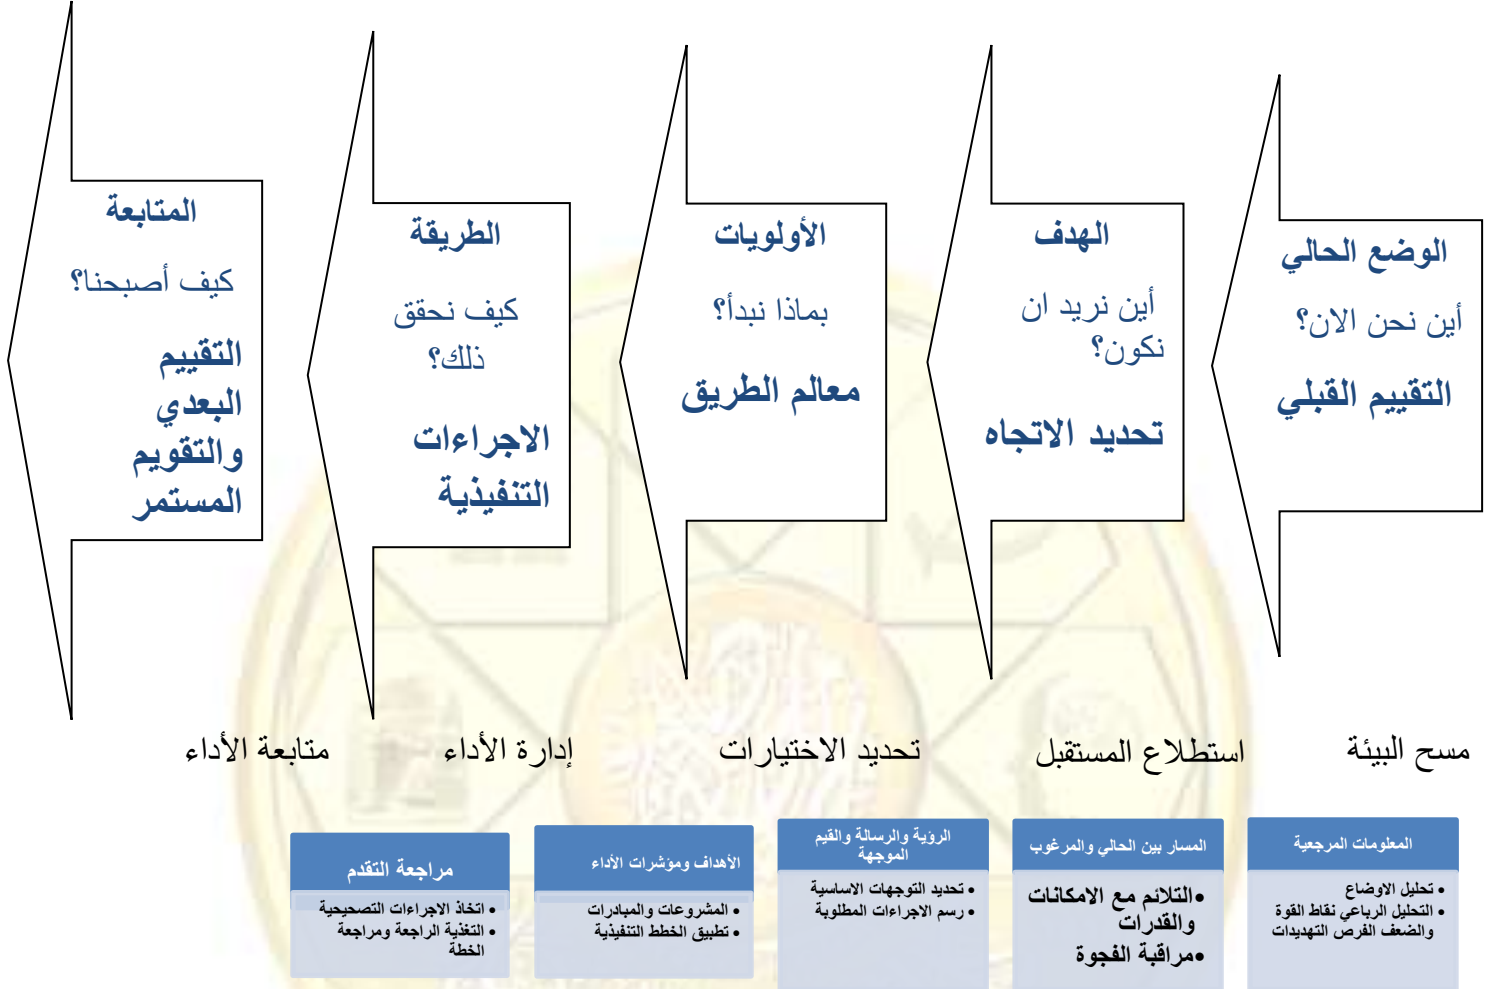 الوضع الحالي
أين نحن الان؟
التقييم القبلي
الهدف
أين نريد ان
نكون؟
تحديد الاتجاه
الأولويات
بماذا نبدأ؟
معالم الطريق
الطريقة
كيف نحقق
ذلك؟
الاجراءات
التنفيذية
المتابعة
كيف أصبحنا؟
التقييم
البعدي
والتقويم
المستمر
مسح البيئة
استطلاع المستقبل
تحديد الاختيارات
إدارة الأداء
متابعة الأداء
المعلومات المرجعية
• تحليل الاوضاع
• التحليل الرباعي نقاط القوة
والضعف الفرص التهديدات
المسار بين الحالي والمرغوب
•التلائم مع الامكانات
والقدرات
•مراقبة الفجوة
الرؤية والرسالة والقيم
الموجهة
• تحديد التوجهات الاساسية
• رسم الاجراءات المطلوبة
الأهداف ومؤشرات الأداء
• المشروعات والمبادرات
• تطبيق الخطط التنفيذية
مراجعة التقدم
• اتخاذ الاجراءات التصحيحية
• التغذية الراجعة ومراجعة
الخطة